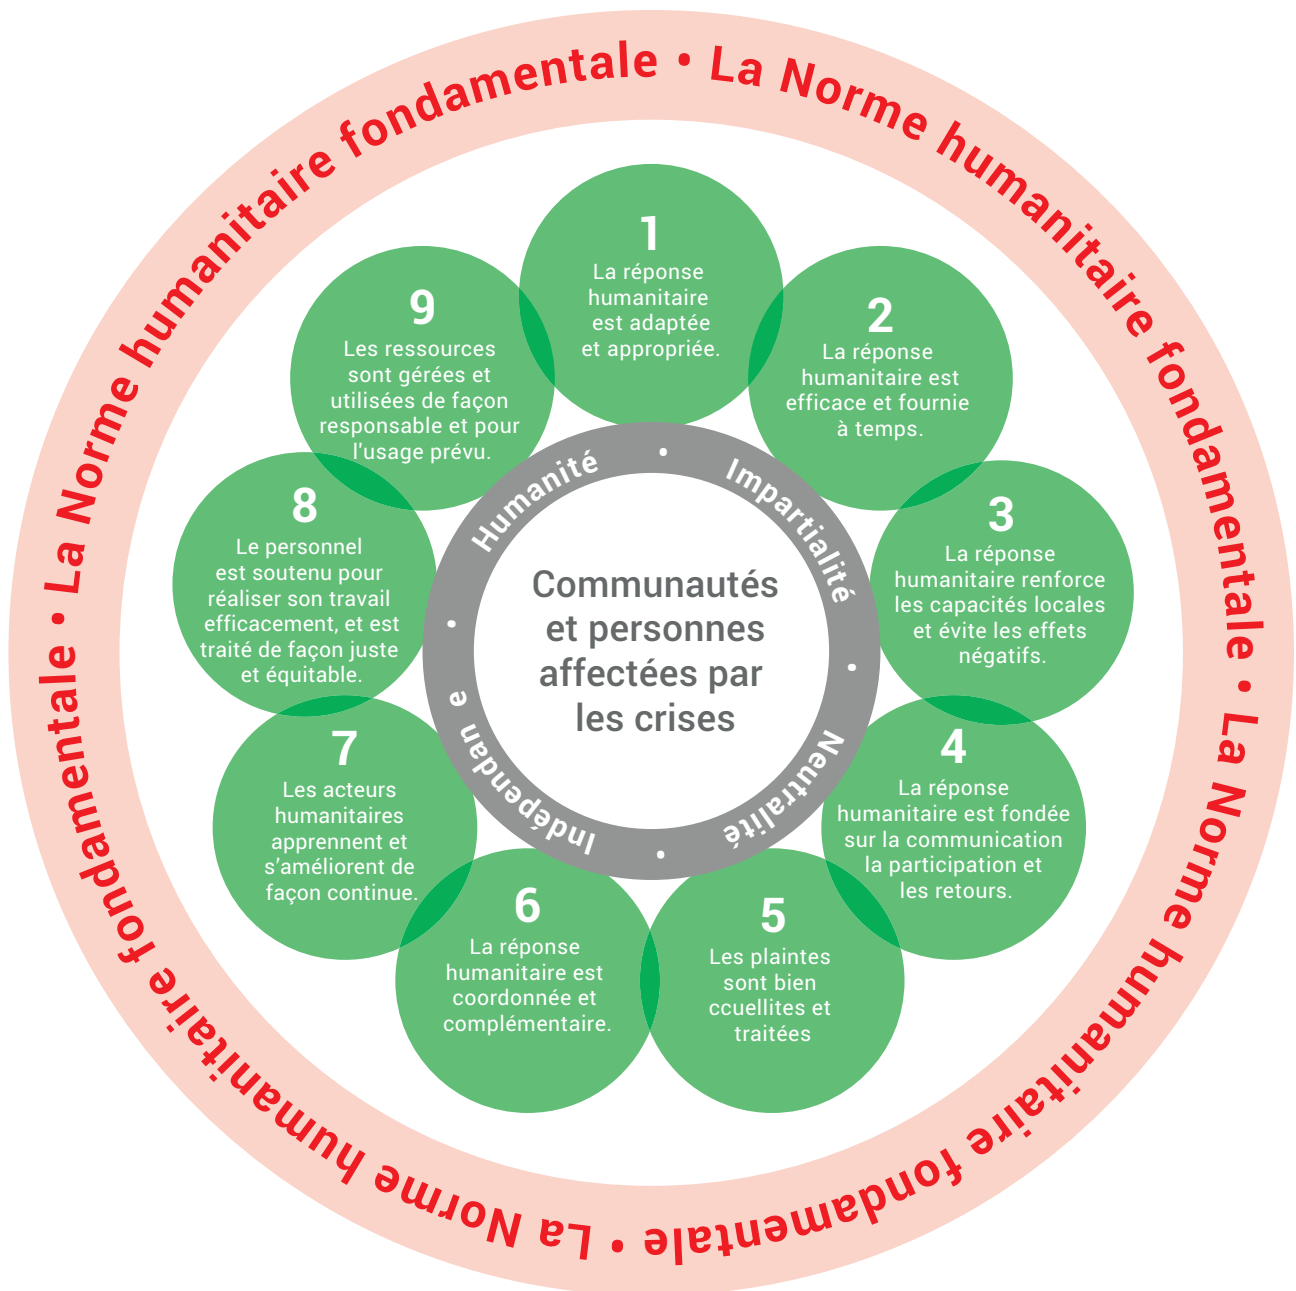 La Norme humanitaire fondamentale • La Norme humanitaire fondamentale • La Norme humanitaire fondamentale • La Norme humanitaire fondamentale •
1
La réponse
humanitaire
est adaptée
et appropriée.
2
La réponse
humanitaire est
efficace et fournie
à temps.
3
La réponse
humanitaire renforce
les capacités locales
et évite les effets
négatifs.
4
La réponse
humanitaire est fondée
sur la communication
la participation et
les retours.
5
Les plaintes
sont bien
ccuellites et
traitées
6
La réponse
humanitaire est
coordonnée et
complémentaire.
7
Les acteurs
humanitaires
apprennent et
s'améliorent de
façon continue.
8
Le personnel
est soutenu pour
réaliser son travail
efficacement, et est
traité de façon juste
et équitable.
9
Les ressources
sont gérées et
utilisées de façon
responsable et pour
l'usage prévu.
Humanité • Impartialité • Neutralité • Indépendan e •
Communautés
et personnes
affectées par
les crises